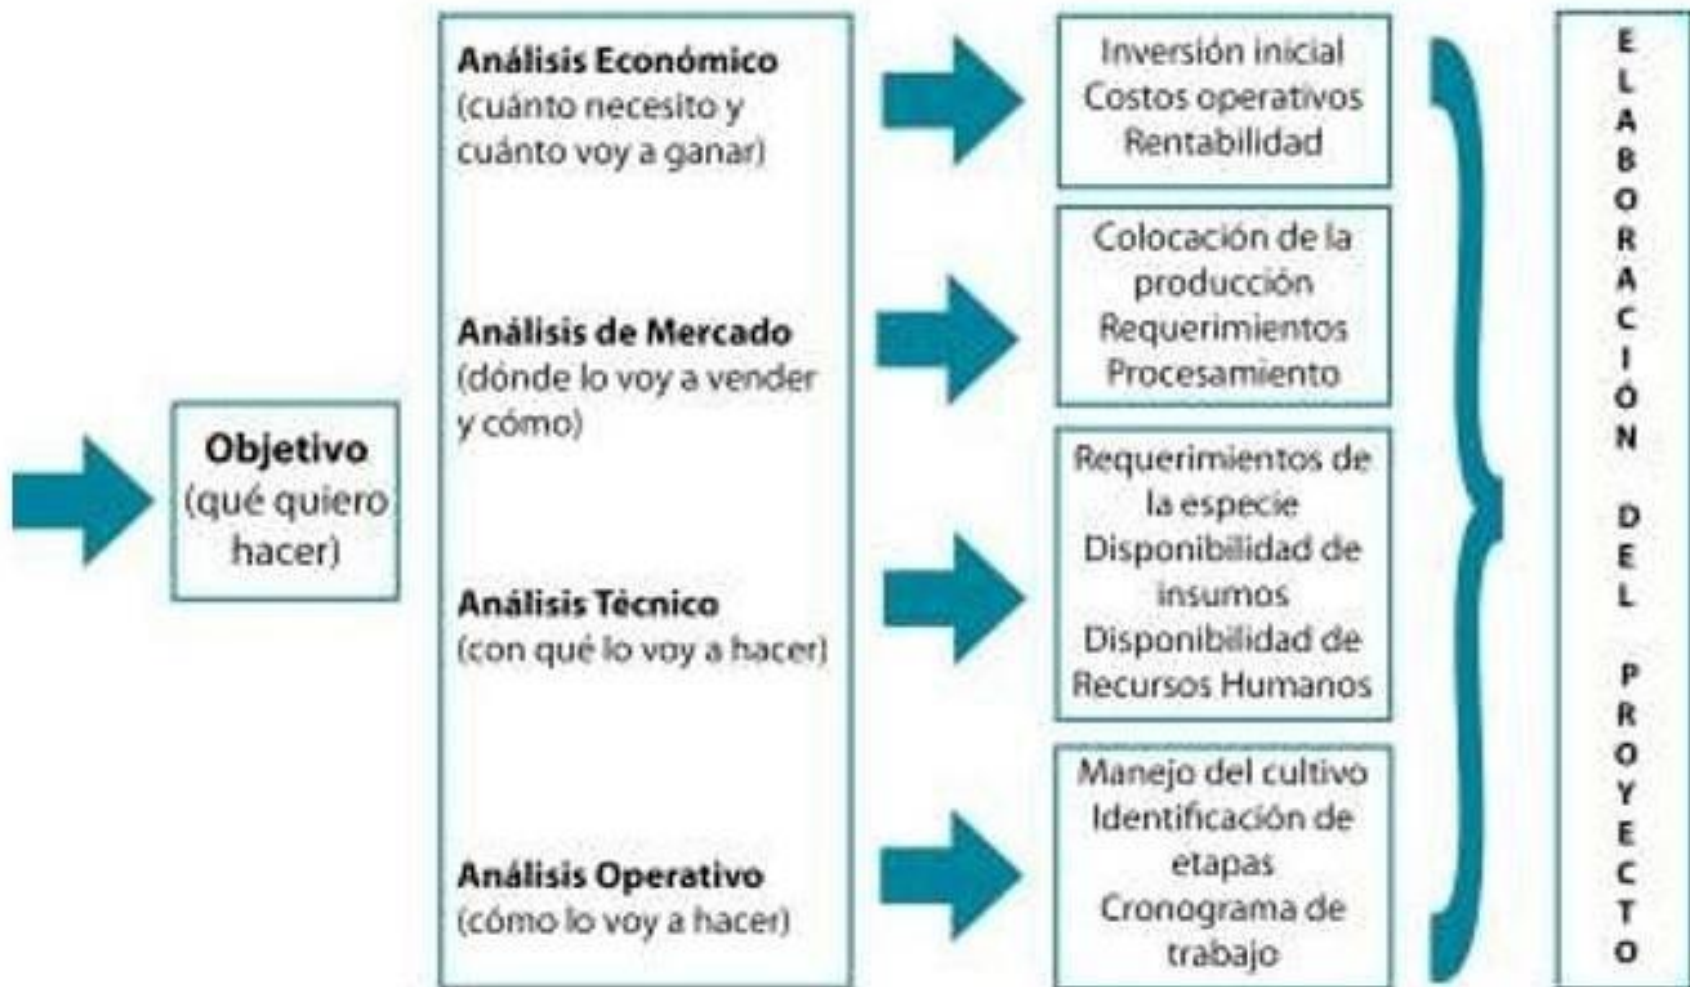 Objetivo
(qué quiero
hacer)
Análisis Económico
(cuánto necesito y
cuánto voy a ganar)
Análisis de Mercado
(dónde lo voy a vender
y cómo)
Análisis Técnico
(con qué lo voy a hacer)
Análisis Operativo
(cómo lo voy a hacer)
Inversión inicial
Costos operativos
Rentabilidad
Colocación de la
producción
Requerimientos
Procesamiento
Requerimientos de
la especie
Disponibilidad de
insumos
Disponibilidad de
Recursos Humanos
Manejo del cultivo
Identificación de
etapas
Cronograma de
trabajo
ELABORACIÓN DEL PROYECTO